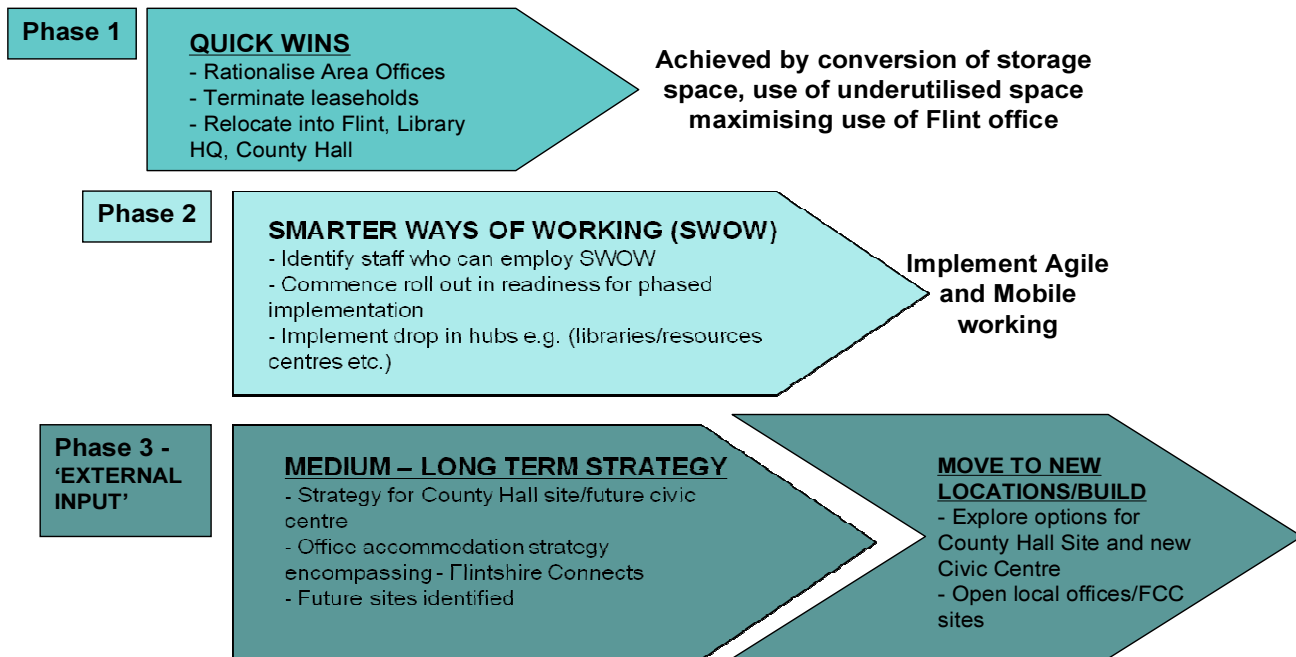 Phase 1
QUICK WINS
- Rationalise Area Offices
- Terminate leaseholds
- Relocate into Flint, Library
HQ, County Hall
Achieved by conversion of storage
space, use of underutilised space
maximising use of Flint office
Phase 2
SMARTER WAYS OF WORKING (SWOW)
- Identify staff who can employ SWOW
- Commence roll out in readiness for phased
implementation
- Implement drop in hubs e.g. (libraries/resources
centres etc.)
Implement Agile
and Mobile
working
Phase 3 -
‘EXTERNAL
INPUT’
MEDIUM – LONG TERM STRATEGY
- Strategy for County Hall site/future civic
centre
- Office accommodation strategy
encompassing - Flintshire Connects
- Future sites identified
MOVE TO NEW
LOCATIONS/BUILD
- Explore options for
County Hall Site and new
Civic Centre
- Open local offices/FCC
sites